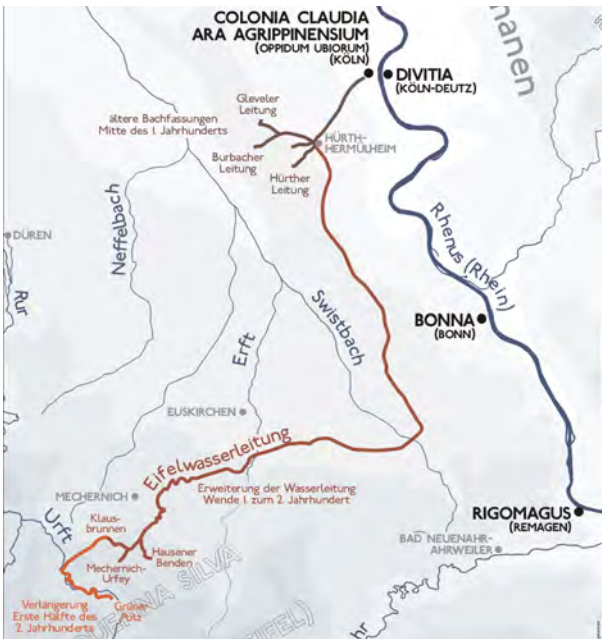 COLONIA CLAUDIA
ARA AGRIPPINENSIUM
(OPPIDUM UBIORUM)
(KÖLN)
DIVITIA
(KÖLN-DEUTZ)
manen
Gleveler
Leitung
ältere Bachfassungen
Mitte des 1. Jahrhunderts
HÜRTH-
HERMÜLHEIM
Burbacher
Leitung
Hürther
Leitung
Neffelbach
DÜREN
Rur
Rhenus (Rhein)
Swistbach
Erft
BONNA
(BONN)
EUSKIRCHEN
Eifelwasserleitung
Erweiterung der Wasserleitung
Wende 1. zum 2. Jahrhundert
MECHERNICH
Urft
Klaus-
brunnen
Hausener
Benden
Mechernich-
Urfey
RIGOMAGUS
(REMAGEN)
BAD NEUENAHR-
AHRWEILER
Verlängerung
Erste Hälfte des
2. Jahrhunderts
Grüner
Pütz
SILVA
EIFEL)
hr